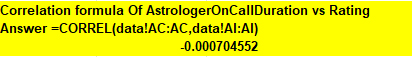 Correlation formula Of AstrologerOnCallDuration vs Rating
Answer =CORREL(data!AC:AC,data!AI:AI)
-0.000704552